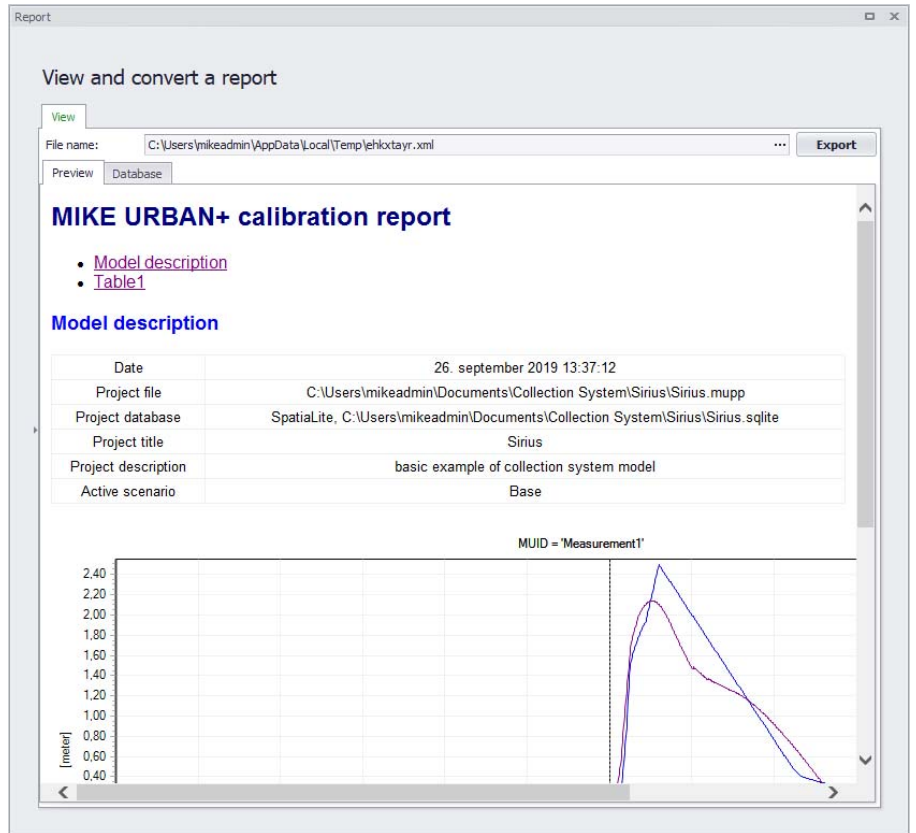 Report
View and convert a report
View
File name: C:\Users\mikeadmin\AppData\Local\Temp\ehkxtayr.xml ... Export
Preview Database
MIKE URBAN+ calibration report
• Model description
• Table1
Model description
Date 26. september 2019 13:37:12
Project file C:\Users\mikeadmin\Documents\Collection System\Sirius\Sirius.mupp
Project database SpatiaLite, C:\Users\mikeadmin\Documents\Collection System\Sirius\Sirius.sqlite
Project title Sirius
Project description basic example of collection system model
Active scenario Base
MUID = 'Measurement1'
2,40
2,20
2,00
1,80
1,60
1,40
1,20
1,00
0,80
0,60
0,40
[meter]